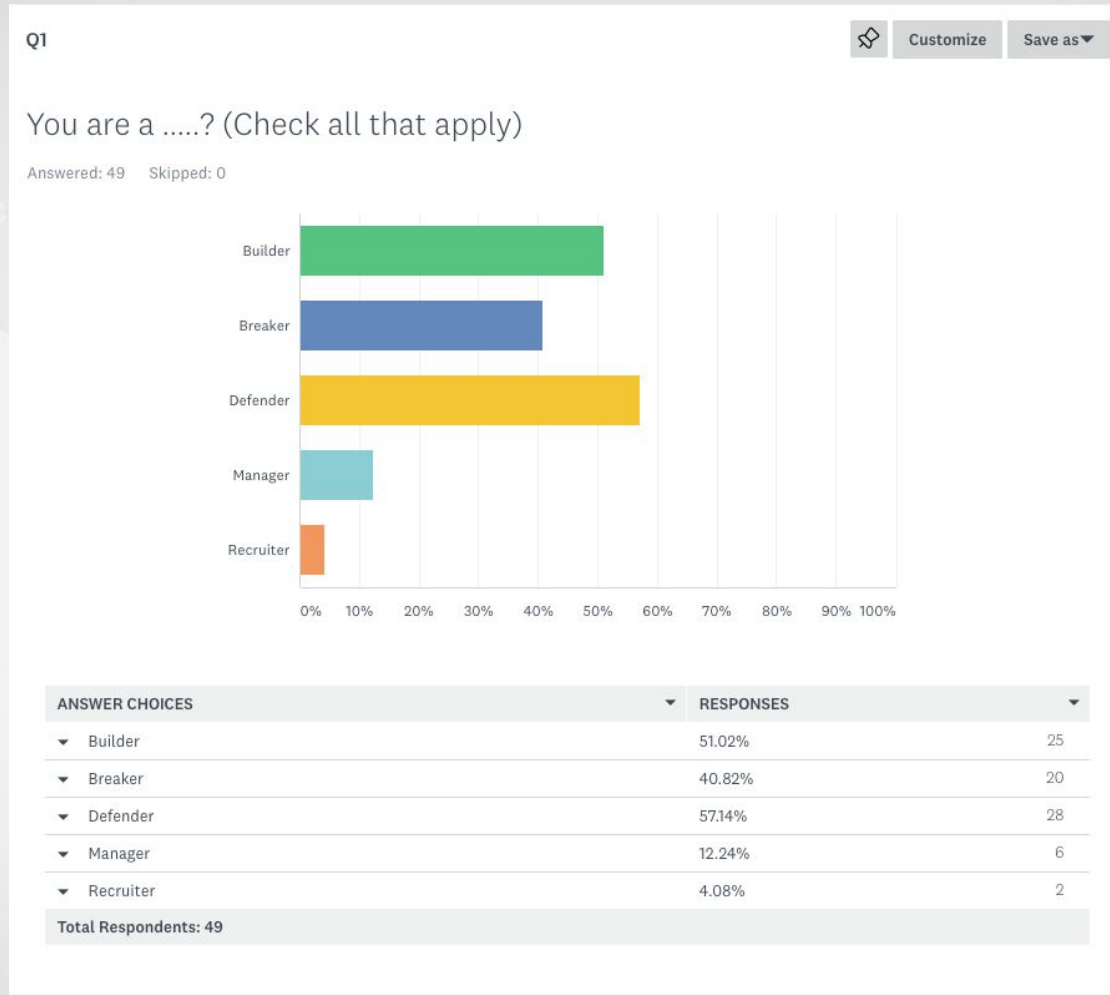 Q1
Customize
Save as
You are a .....? (Check all that apply)
Answered: 49 Skipped: 0
Builder
Breaker
Defender
Manager
Recruiter
0% 10% 20% 30% 40% 50% 60% 70% 80% 90% 100%
ANSWER CHOICES RESPONSES
Builder 51.02% 25
Breaker 40.82% 20
Defender 57.14% 28
Manager 12.24% 6
Recruiter 4.08% 2
Total Respondents: 49